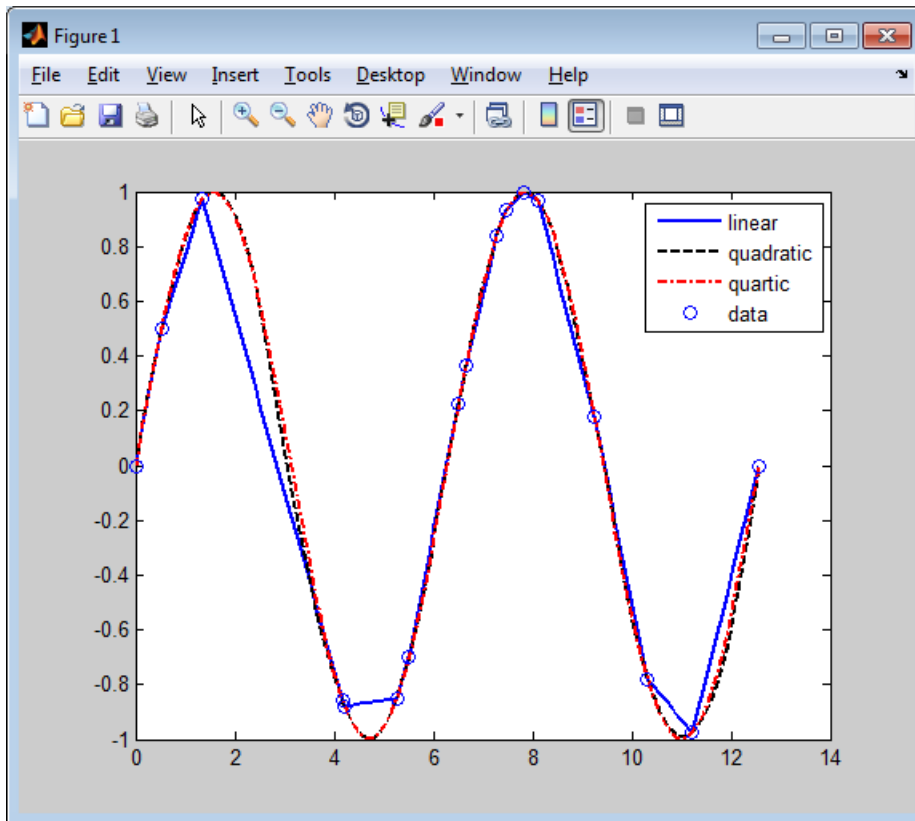 Figure 1
File Edit View Insert Tools Desktop Window Help
1
0.8
0.6
0.4
0.2
0
-0.2
-0.4
-0.6
-0.8
-1
0 2 4 6 8 10 12 14
linear
quadratic
quartic
data